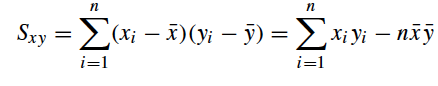 S_{xy} = \sum_{i=1}^{n} (x_i - \bar{x})(y_i - \bar{y}) = \sum_{i=1}^{n} x_i y_i - n\bar{x}\bar{y}